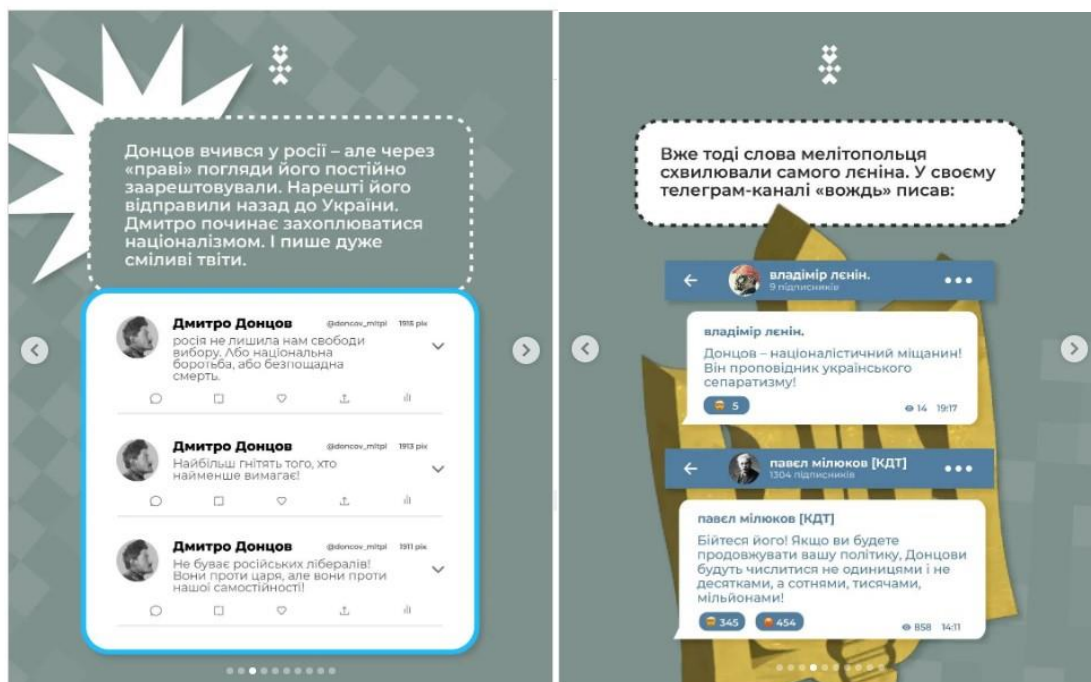 Донцов вчився у росії – але через
«праві» погляди його постійно
заарештовували. Нарешті його
відправили назад до України.
Дмитро починає захоплюватися
націоналізмом. І пише дуже
сміливі твіти.
Дмитро Донцов @doncov_mltpl 1918 рік
росія не лишила нам свободи
вибору. Або національна
боротьба, або безпощадна
смерть.
Дмитро Донцов @doncov_mltpl 1913 рік
Найбільш гнітять того, хто
найменше вимагає!
Дмитро Донцов @doncov_mltpl 1911 рік
Не буває російських лібералів!
Вони проти царя, але вони проти
нашої самостійності!
Вже тоді слова мелітопольця
схвилювали самого лєніна. У своєму
телеграм-каналі «вождь» писав:
владімір лєнін.
9 підписників
владімір лєнін.
Донцов – націоналістичний міщанин!
Він проповідник українського
сепаратизму!
5
14 19:17
павєл мілюков [КДТ]
1304 підписників
павєл мілюков [КДТ]
Бійтеся його! Якщо ви будете
продовжувати вашу політику, Донцови
будуть числитися не одиницями і не
десятками, а сотнями, тисячами,
мільйонами!
345 454
858 14:11